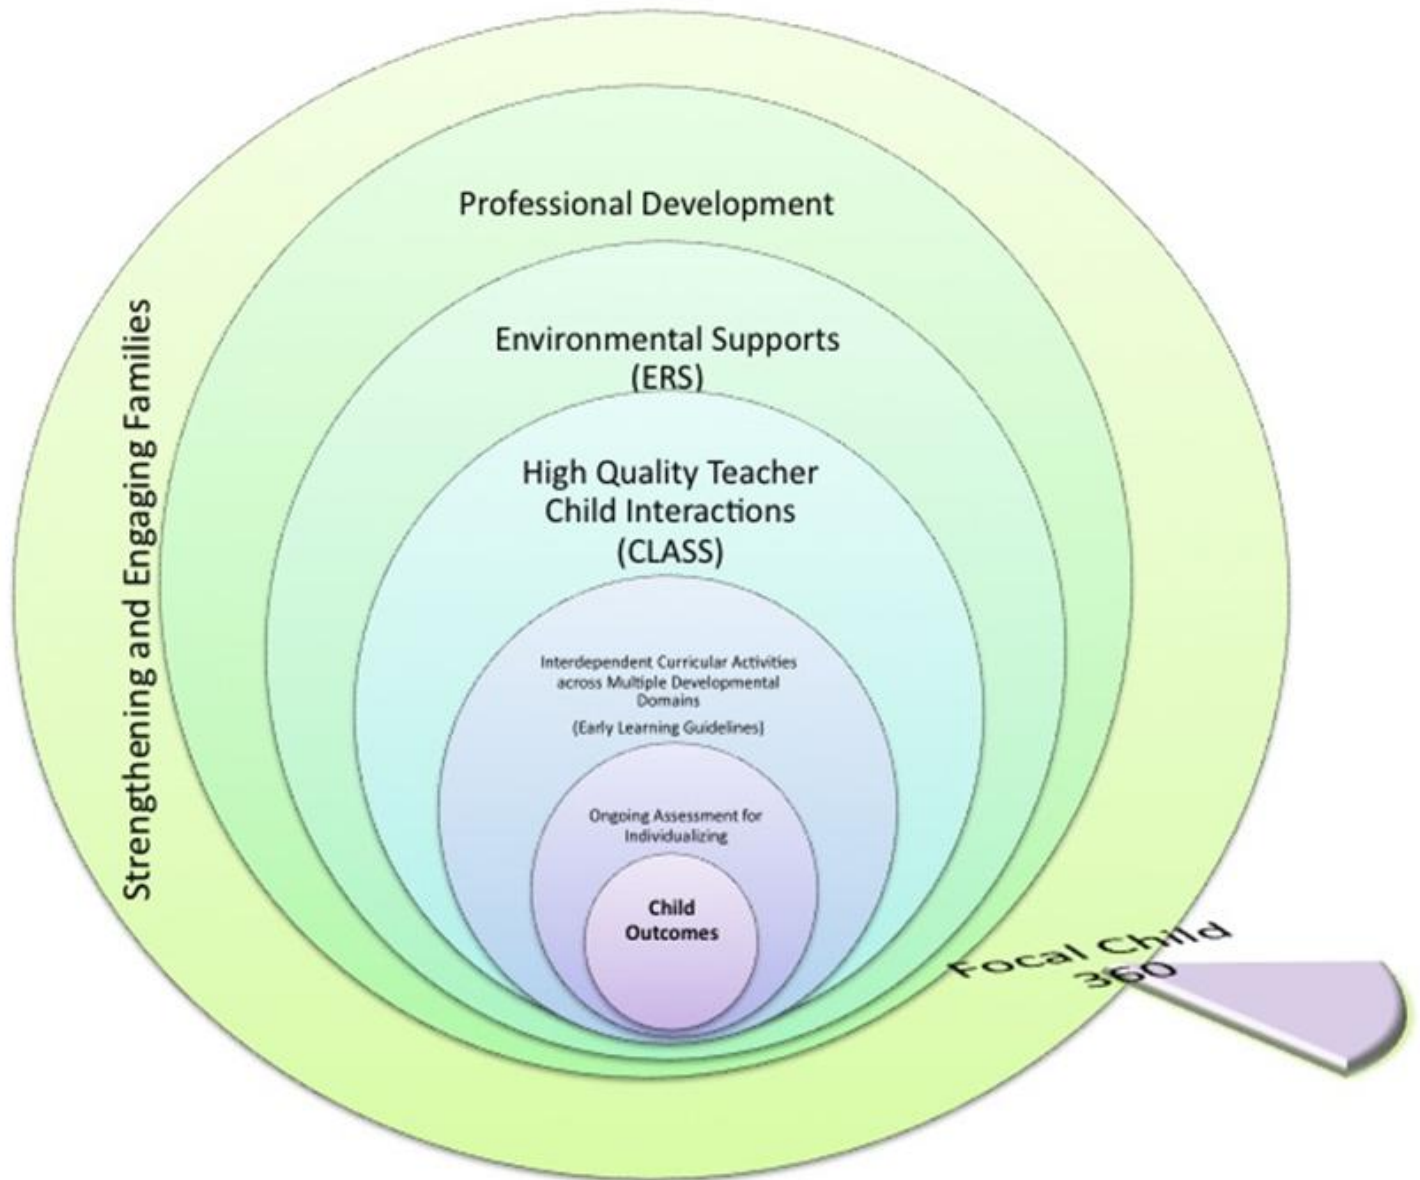 Strengthening and Engaging Families
Professional Development
Environmental Supports
(ERS)
High Quality Teacher
Child Interactions
(CLASS)
Interdependent Curricular Activities
across Multiple Developmental
Domains
(Early Learning Guidelines)
Ongoing Assessment for
Individualizing
Child
Outcomes
Focal Child
360